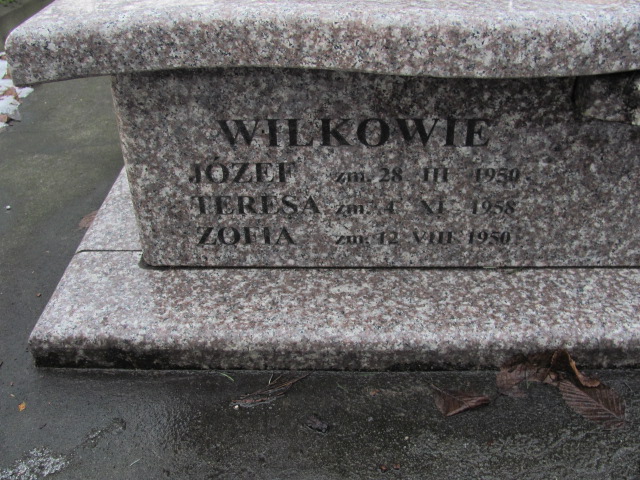 WILKOWIE
JÓZEF zm. 28 III 1950
TERESA zm. 4 XI 1958
ZOFIA zm. 12 VIII 1950